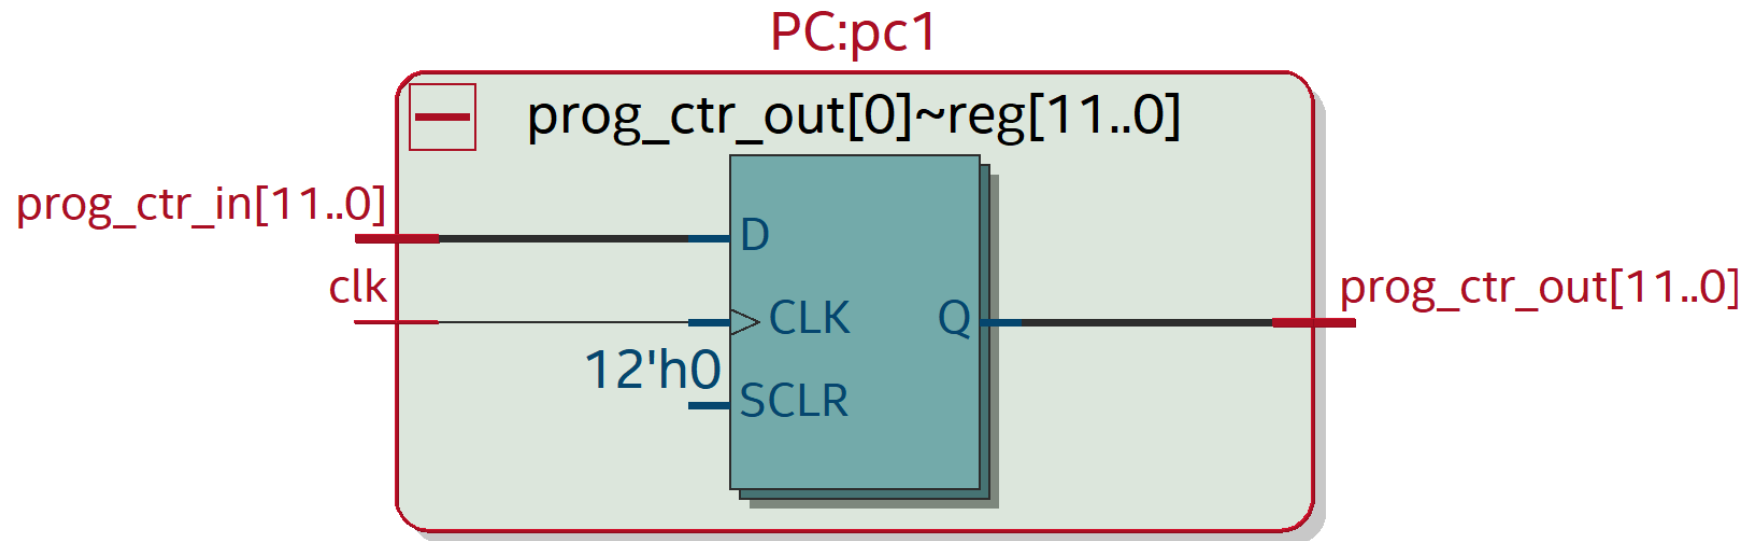 PC:pc1
prog_ctr_out[0]~reg[11..0]
prog_ctr_in[11..0]
D
clk
CLK
Q
prog_ctr_out[11..0]
12'h0
SCLR